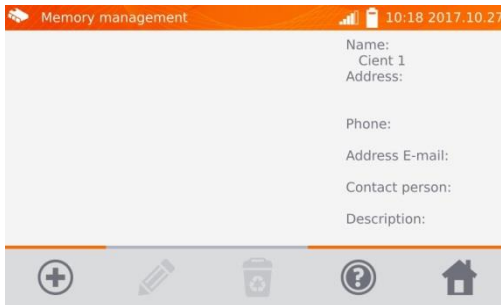 Memory management 10:18 2017.10.27
Name:
Cient 1
Address:
Phone:
Address E-mail:
Contact person:
Description: